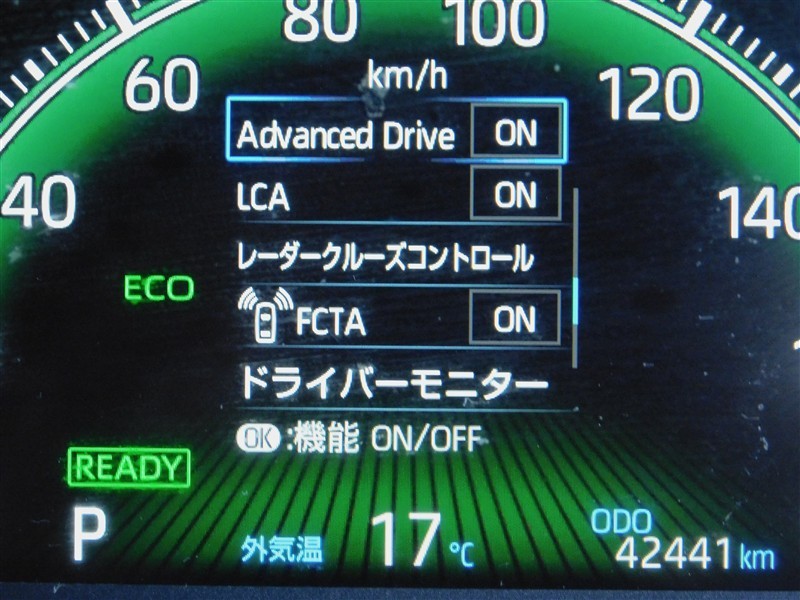 80 100
km/h
60 120
Advanced Drive ON
40 LCA ON 140
レーダークルーズコントロール
ECO
FCTA ON
ドライバーモニター
OK:機能 ON/OFF
READY
P 外気温 17℃ ODO 42441km